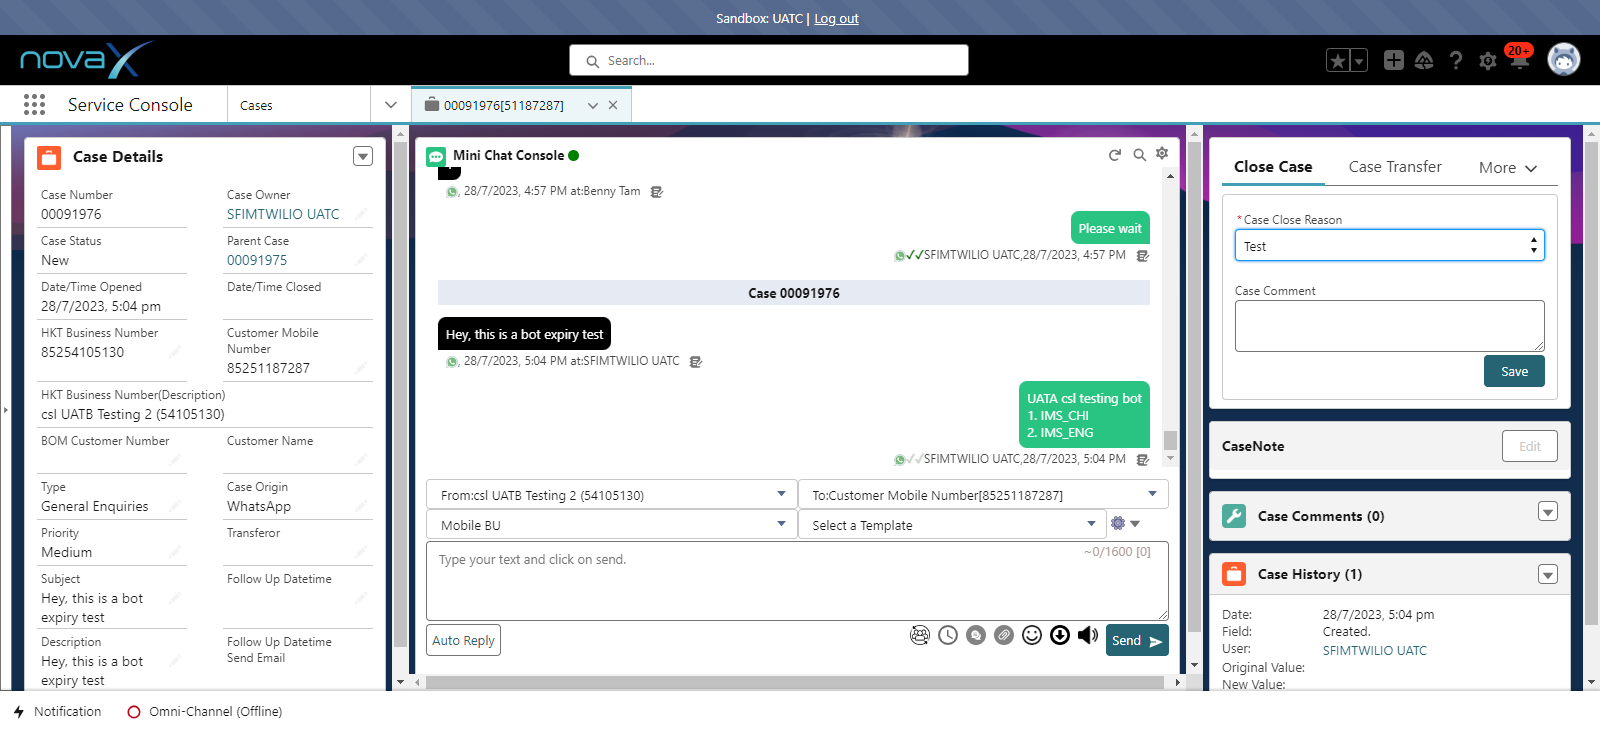 Sandbox: UATC | Log out
novaX
Search...
20+
Service Console
Cases
00091976[51187287]
Case Details
Case Number
00091976
Case Owner
SFIMTWILIO UATC
Case Status
New
Parent Case
00091975
Date/Time Opened
28/7/2023, 5:04 pm
Date/Time Closed
HKT Business Number
85254105130
Customer Mobile
Number
85251187287
HKT Business Number(Description)
csl UATB Testing 2 (54105130)
BOM Customer Number
Customer Name
Type
General Enquiries
Case Origin
WhatsApp
Priority
Medium
Transferor
Subject
Hey, this is a bot
expiry test
Follow Up Datetime
Description
Hey, this is a bot
expiry test
Follow Up Datetime
Send Email
Mini Chat Console
, 28/7/2023, 4:57 PM at:Benny Tam
Please wait
SFIMTWILIO UATC,28/7/2023, 4:57 PM
Case 00091976
Hey, this is a bot expiry test
, 28/7/2023, 5:04 PM at:SFIMTWILIO UATC
UATA csl testing bot
1. IMS_CHI
2. IMS_ENG
SFIMTWILIO UATC,28/7/2023, 5:04 PM
From:csl UATB Testing 2 (54105130)
To:Customer Mobile Number[85251187287]
Mobile BU
Select a Template
Type your text and click on send.
~0/1600 [0]
Auto Reply
Send
Close Case
Case Transfer
More
*Case Close Reason
Test
Case Comment
Save
CaseNote
Edit
Case Comments (0)
Case History (1)
Date:
28/7/2023, 5:04 pm
Field:
Created.
User:
SFIMTWILIO UATC
Original Value:
New Value:
Notification
Omni-Channel (Offline)